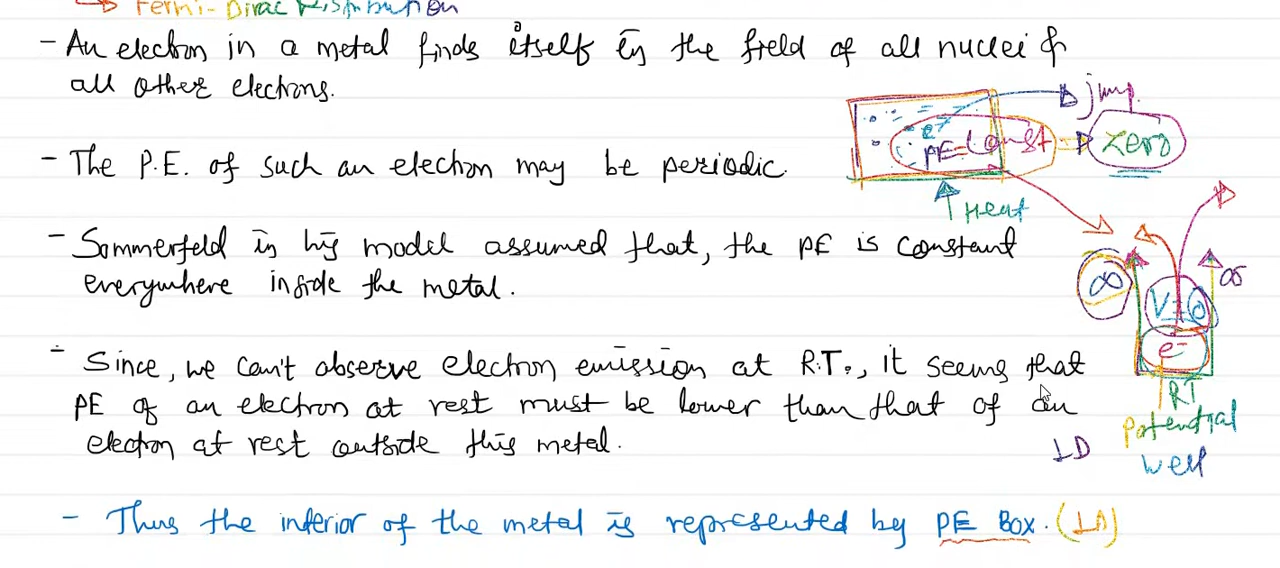 → Fermi-Dirac Distribution
- An electron in a metal finds itself in the field of all nuclei &
all other electrons.
jump.
e-
PE=Const → zero
- The P.E. of such an electron may be periodic.
Heat
- Sommerfeld in his model assumed that, the PE is constant
everywhere inside the metal.
∞ V=0 ∞
e-
- Since, we can't observe electron emission at R.T., it seems that
PE of an electron at rest must be lower than that of an
electron at rest outside this metal.
RT
potential
well
1D
- Thus the interior of the metal is represented by PE Box. (1D)